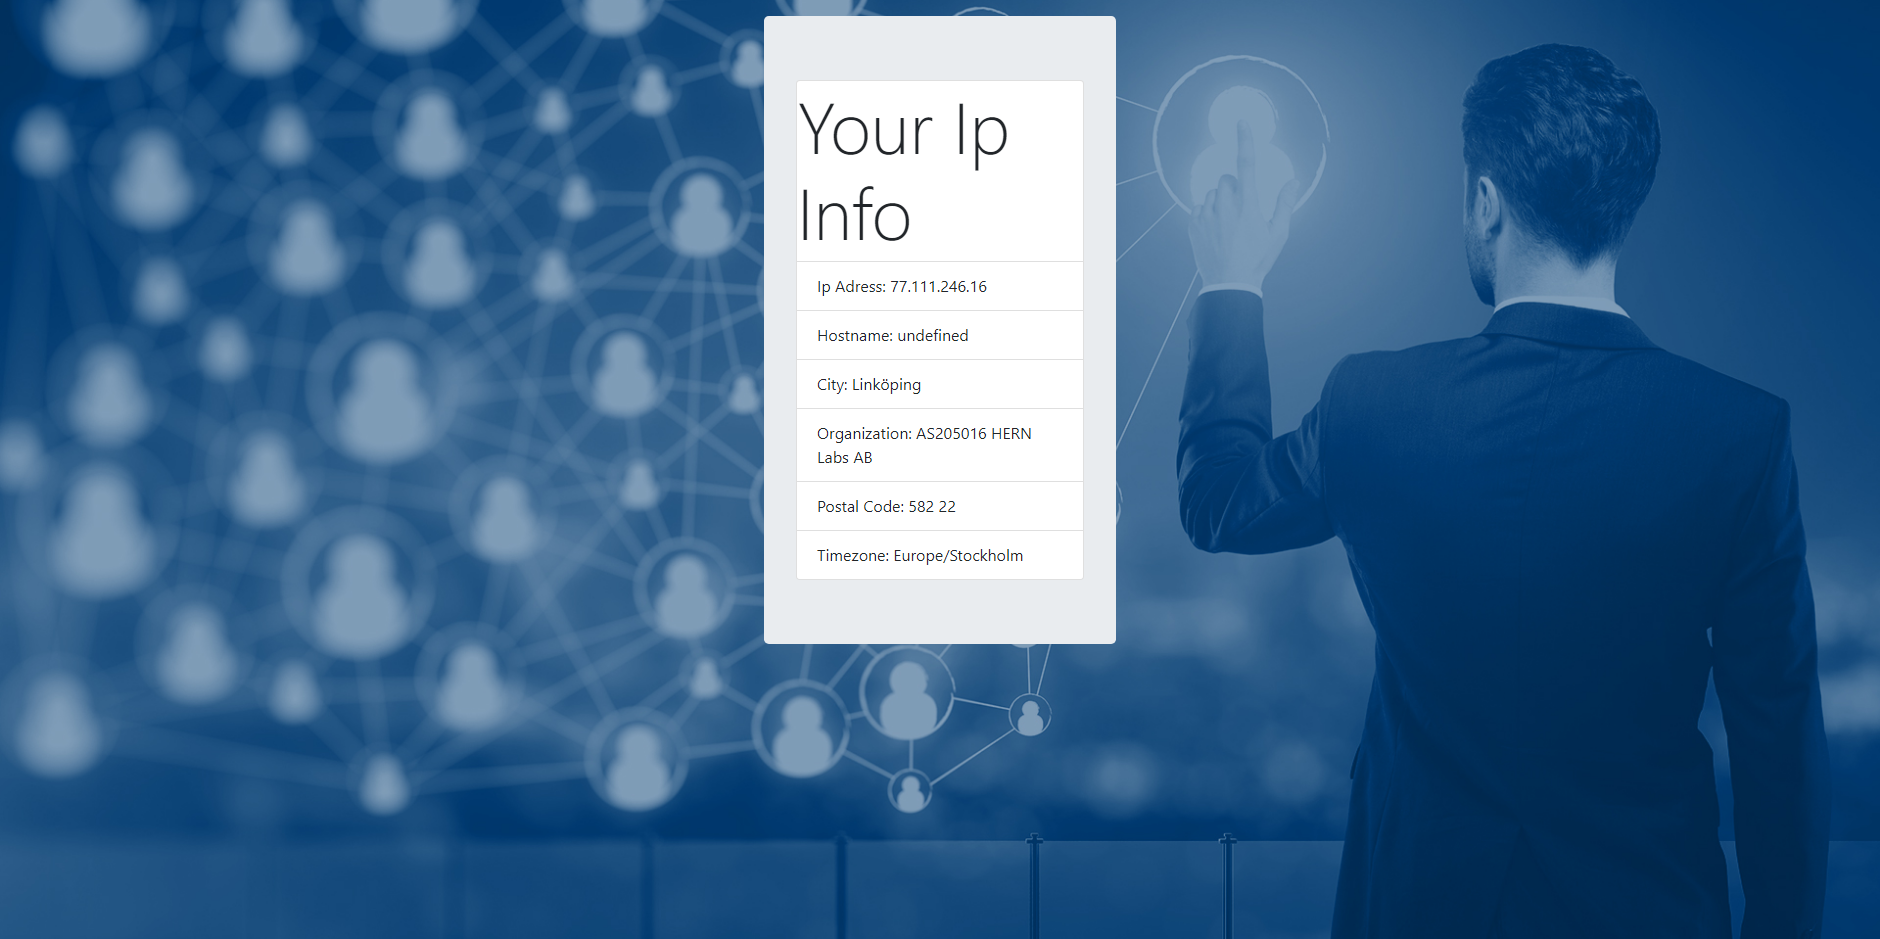 Your Ip
Info
Ip Adress: 77.111.246.16
Hostname: undefined
City: Linköping
Organization: AS205016 HERN
Labs AB
Postal Code: 582 22
Timezone: Europe/Stockholm